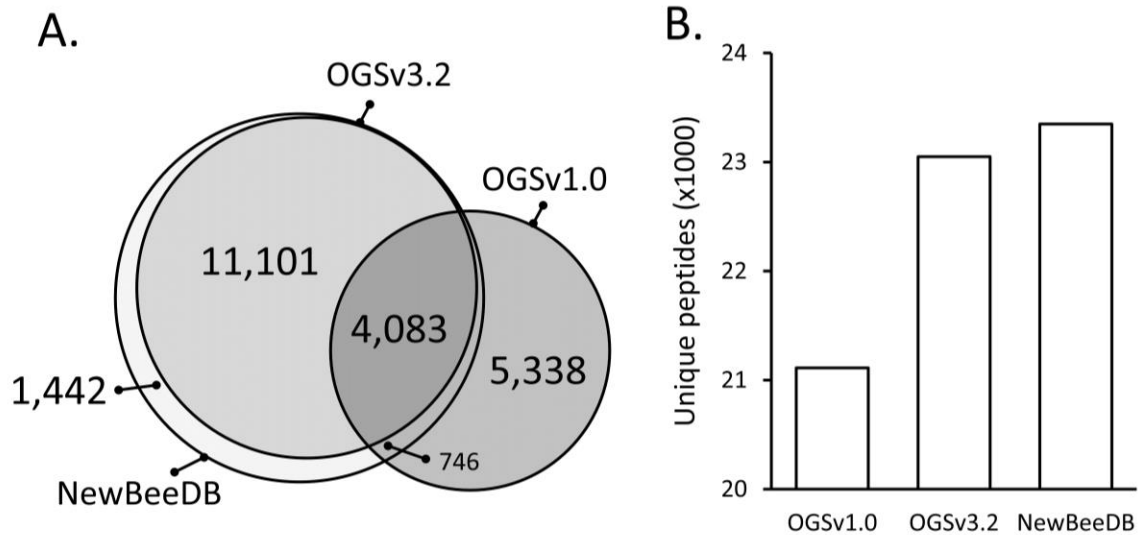 A.
OGSv3.2
OGSv1.0
11,101
4,083
5,338
1,442
746
NewBeeDB
B.
Unique peptides (x1000)
24
23
22
21
20
OGSv1.0 OGSv3.2 NewBeeDB